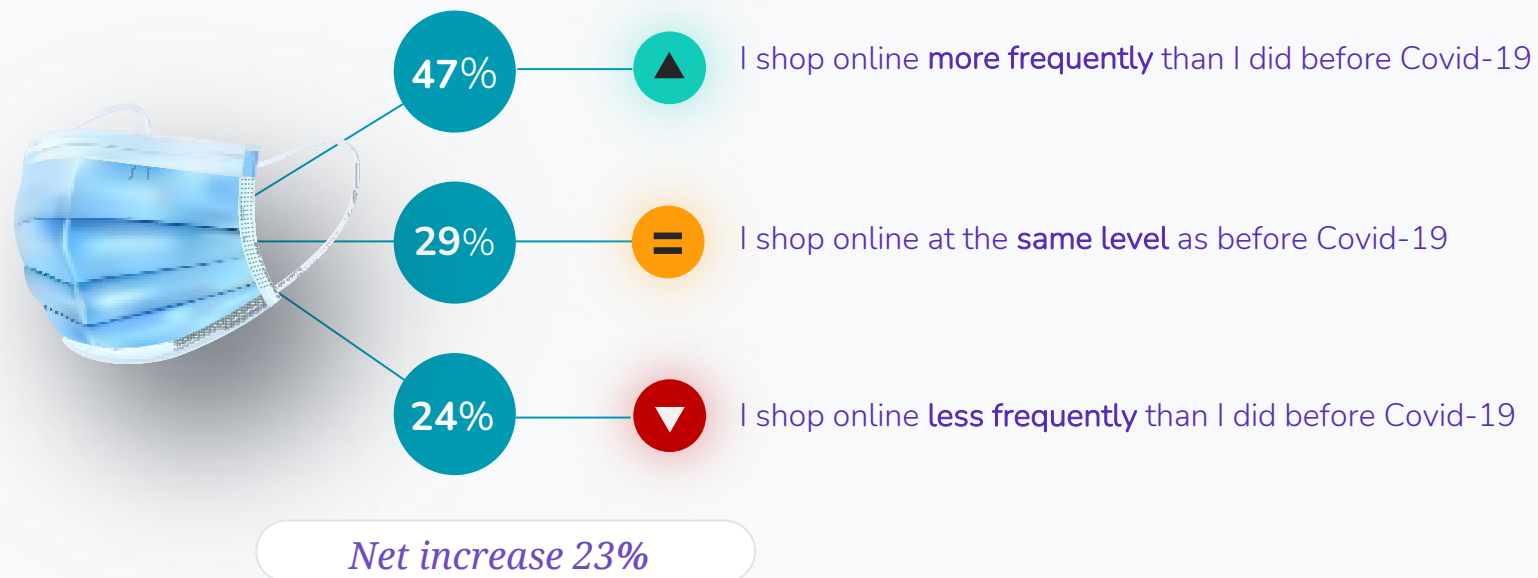 47%
I shop online more frequently than I did before Covid-19
29%
=
I shop online at the same level as before Covid-19
24%
I shop online less frequently than I did before Covid-19
Net increase 23%